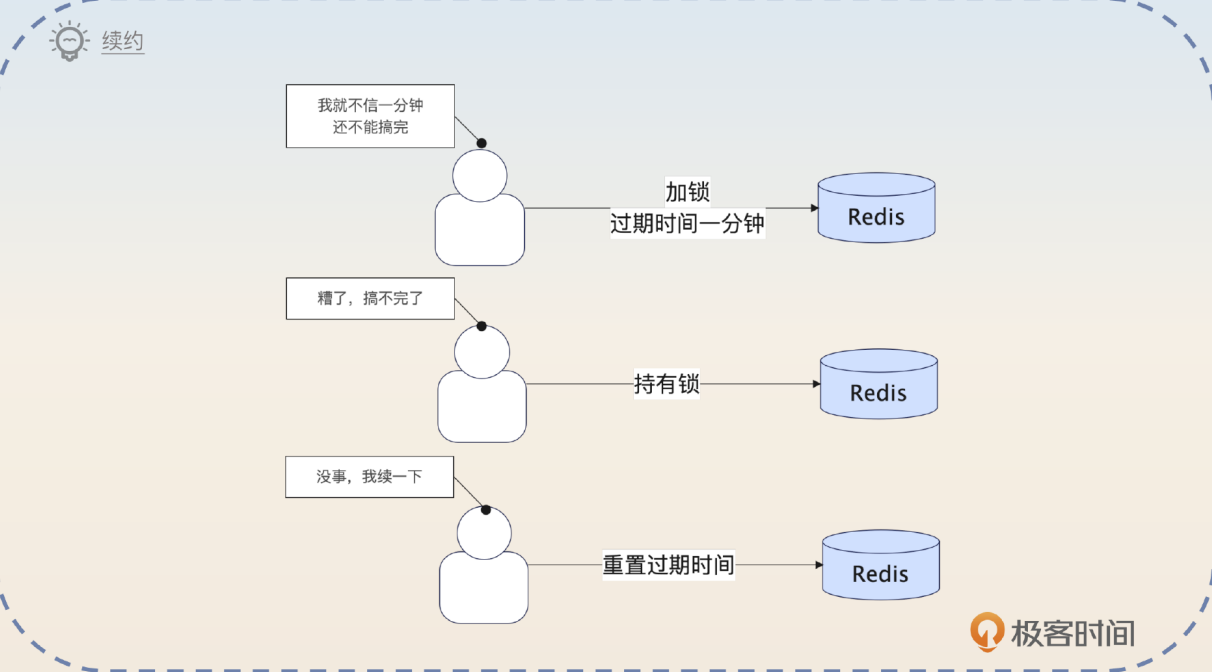 续约
我就不信一分钟
还不能搞完
加锁
过期时间一分钟
Redis
糟了，搞不完了
持有锁
Redis
没事，我续一下
重置过期时间
Redis
极客时间